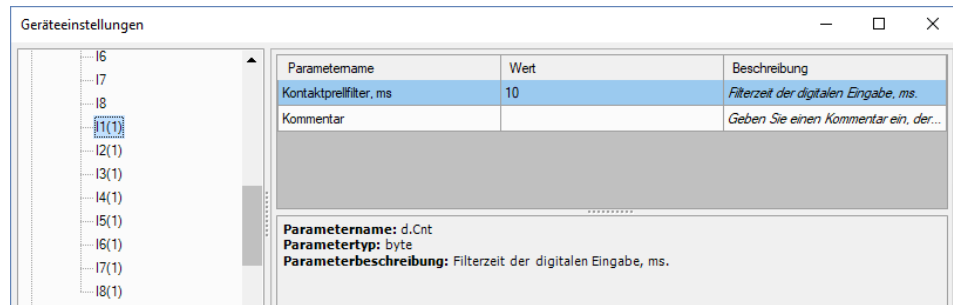 Geräteeinstellungen
I6
I7
I8
I1(1)
I2(1)
I3(1)
I4(1)
I5(1)
I6(1)
I7(1)
I8(1)
Parametername Wert Beschreibung
Kontaktprellfilter, ms 10 Filterzeit der digitalen Eingabe, ms.
Kommentar Geben Sie einen Kommentar ein, der...
Parametername: d.Cnt
Parametertyp: byte
Parameterbeschreibung: Filterzeit der digitalen Eingabe, ms.